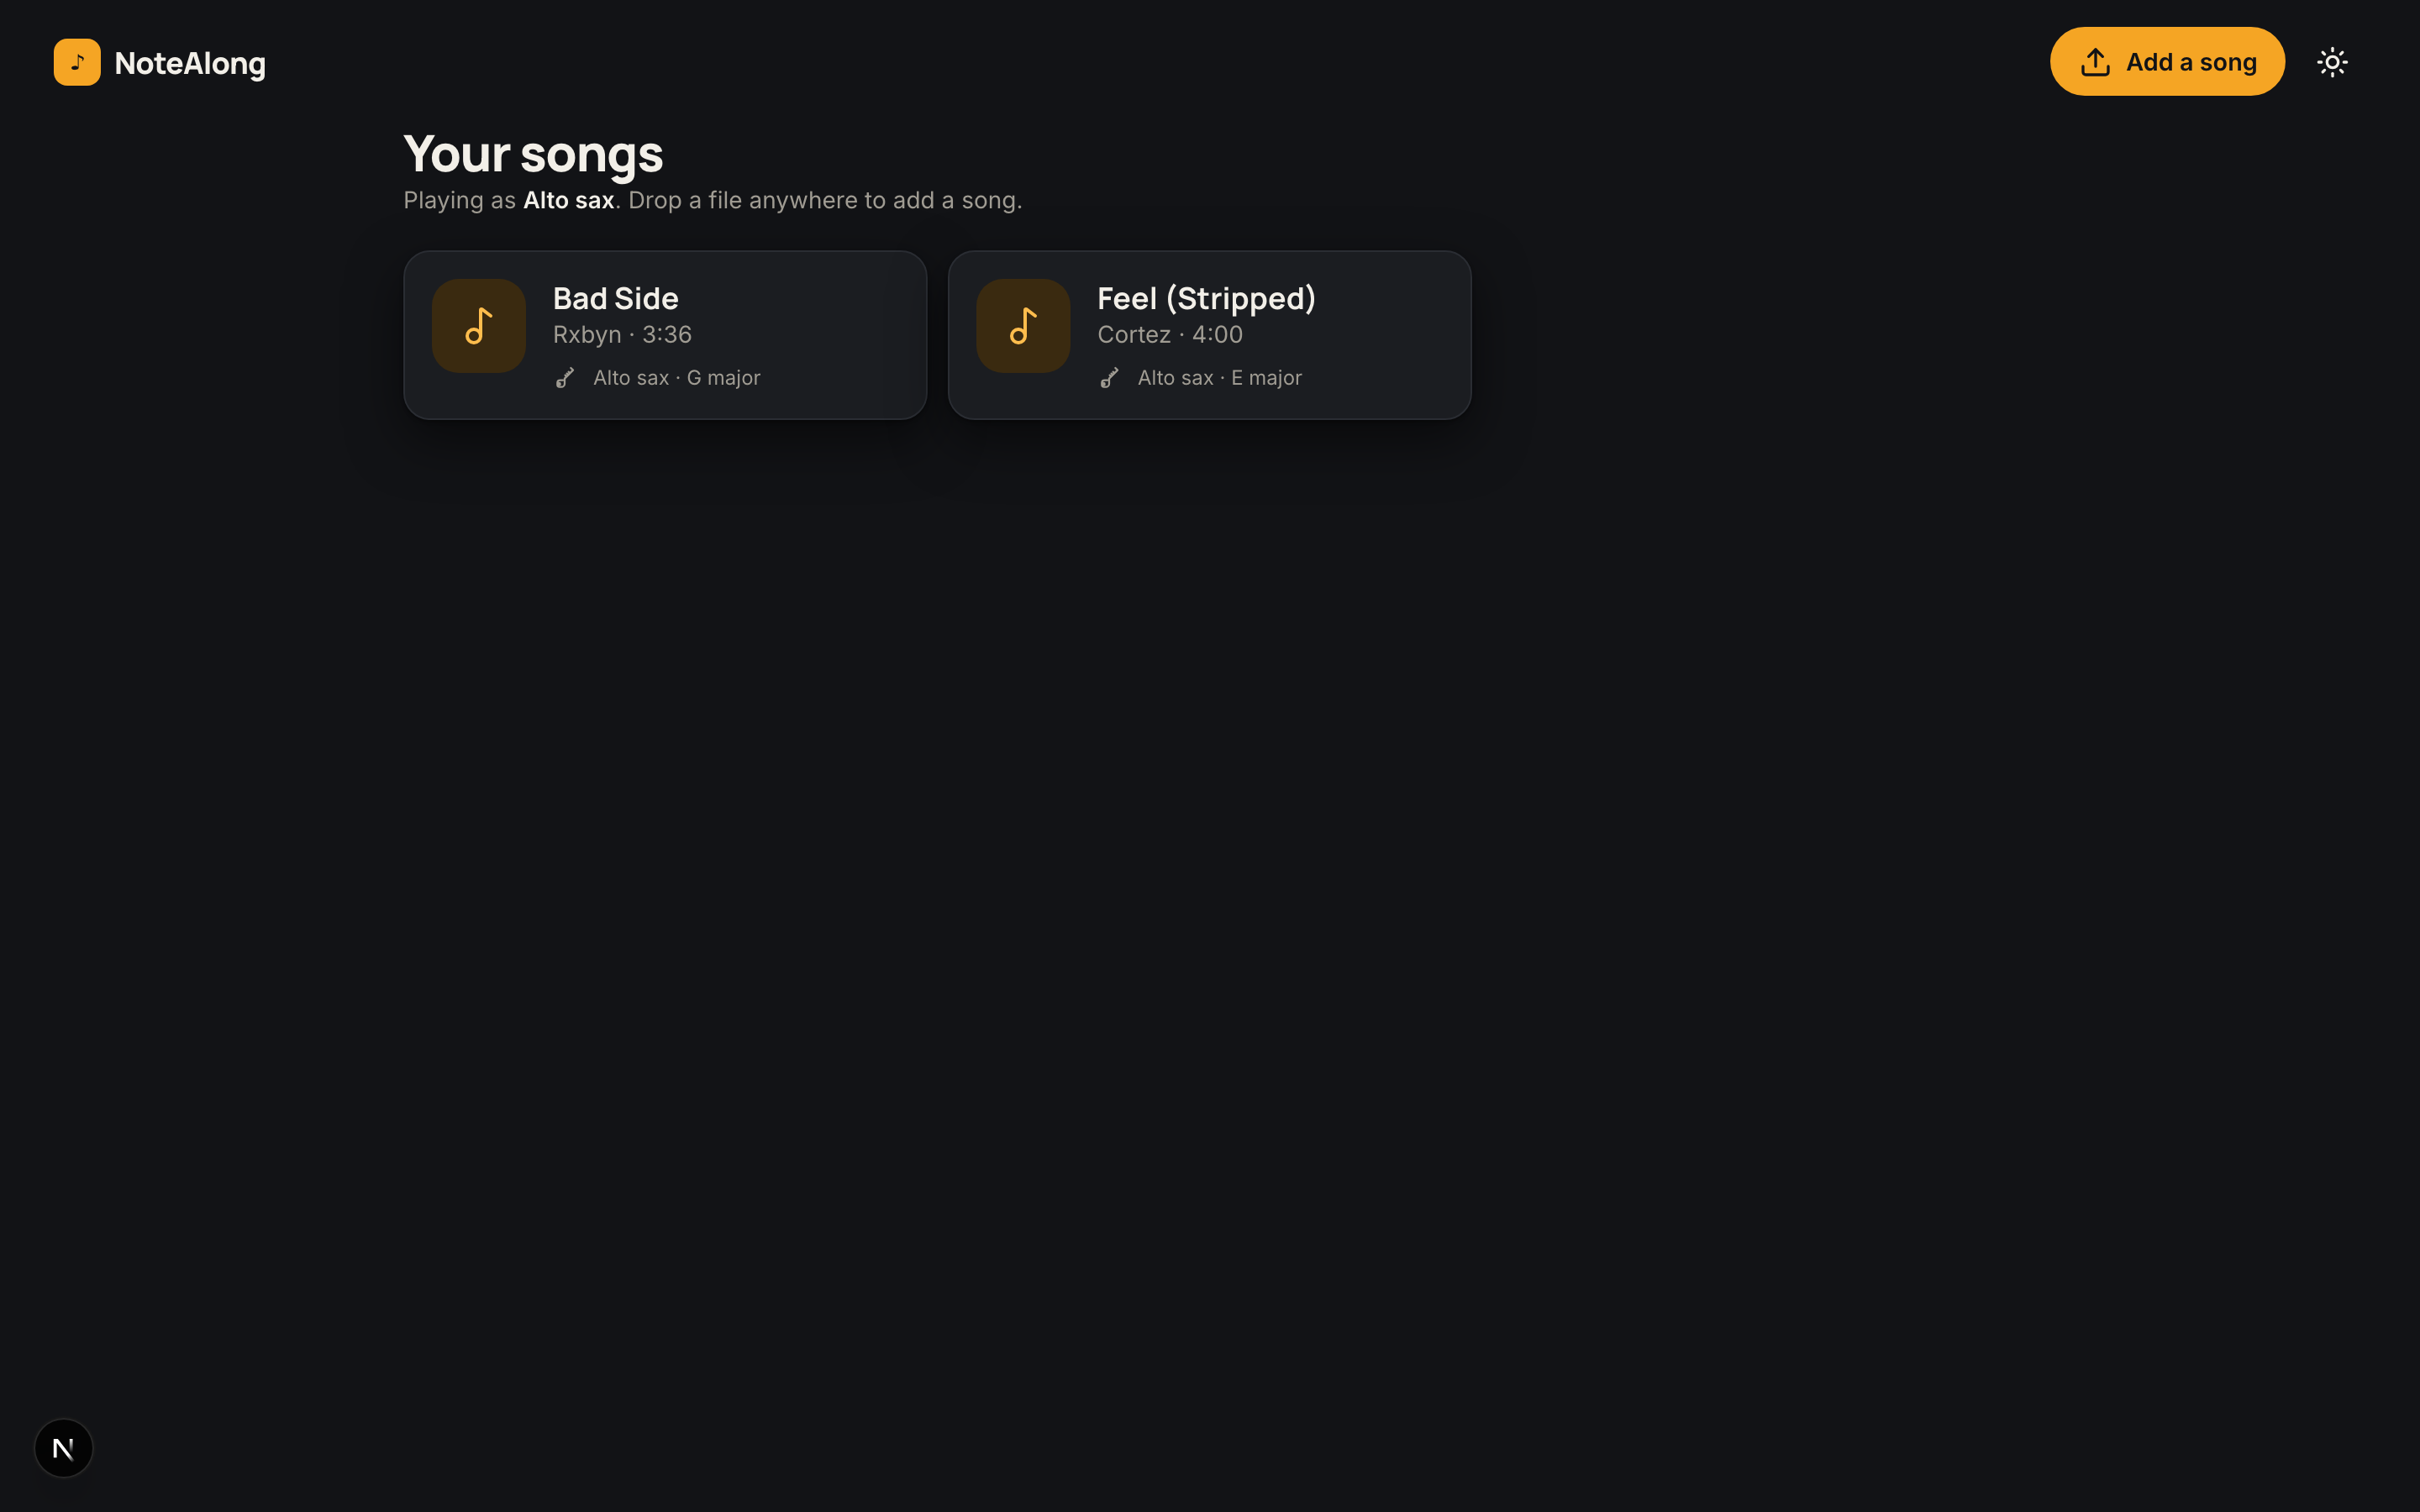 NoteAlong
Add a song
Your songs
Playing as Alto sax. Drop a file anywhere to add a song.
Bad Side
Rxbyn · 3:36
Alto sax · G major
Feel (Stripped)
Cortez · 4:00
Alto sax · E major
N